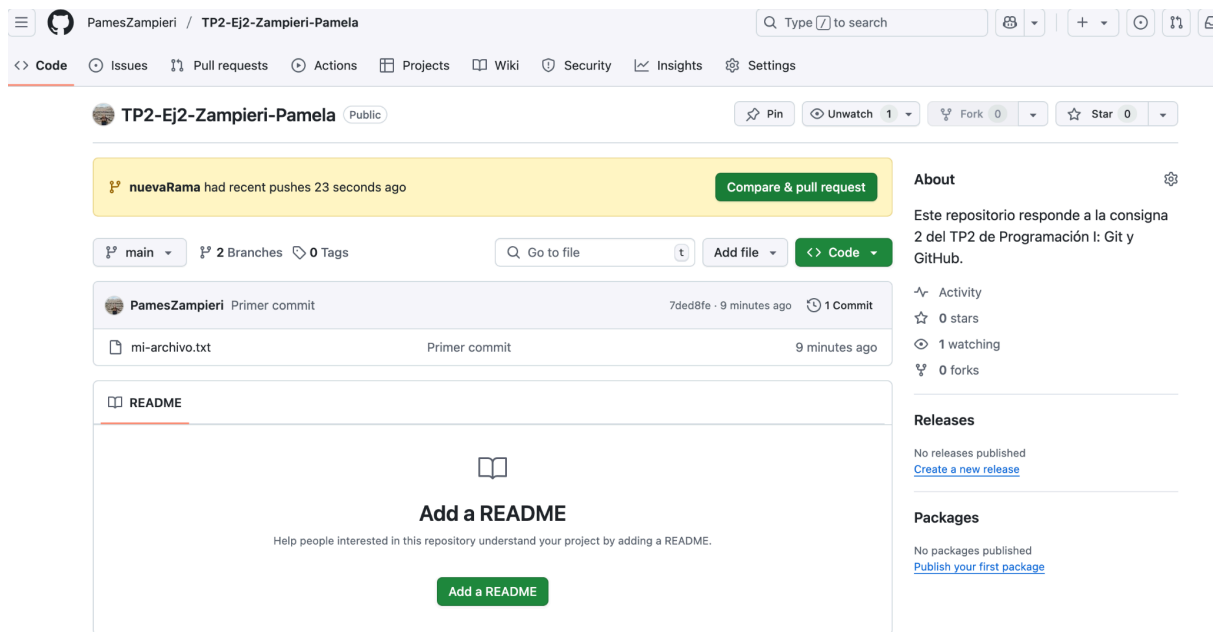 PamesZampieri / TP2-Ej2-Zampieri-Pamela
Type / to search
Code
Issues
Pull requests
Actions
Projects
Wiki
Security
Insights
Settings
TP2-Ej2-Zampieri-Pamela Public
Pin
Unwatch 1
Fork 0
Star 0
nuevaRama had recent pushes 23 seconds ago
Compare & pull request
main
2 Branches
0 Tags
Go to file t
Add file
<> Code
PamesZampieri Primer commit
7ded8fe · 9 minutes ago
1 Commit
mi-archivo.txt
Primer commit
9 minutes ago
README
Add a README
Help people interested in this repository understand your project by adding a README.
Add a README
About
Este repositorio responde a la consigna
2 del TP2 de Programación I: Git y
GitHub.
Activity
0 stars
1 watching
0 forks
Releases
No releases published
Create a new release
Packages
No packages published
Publish your first package